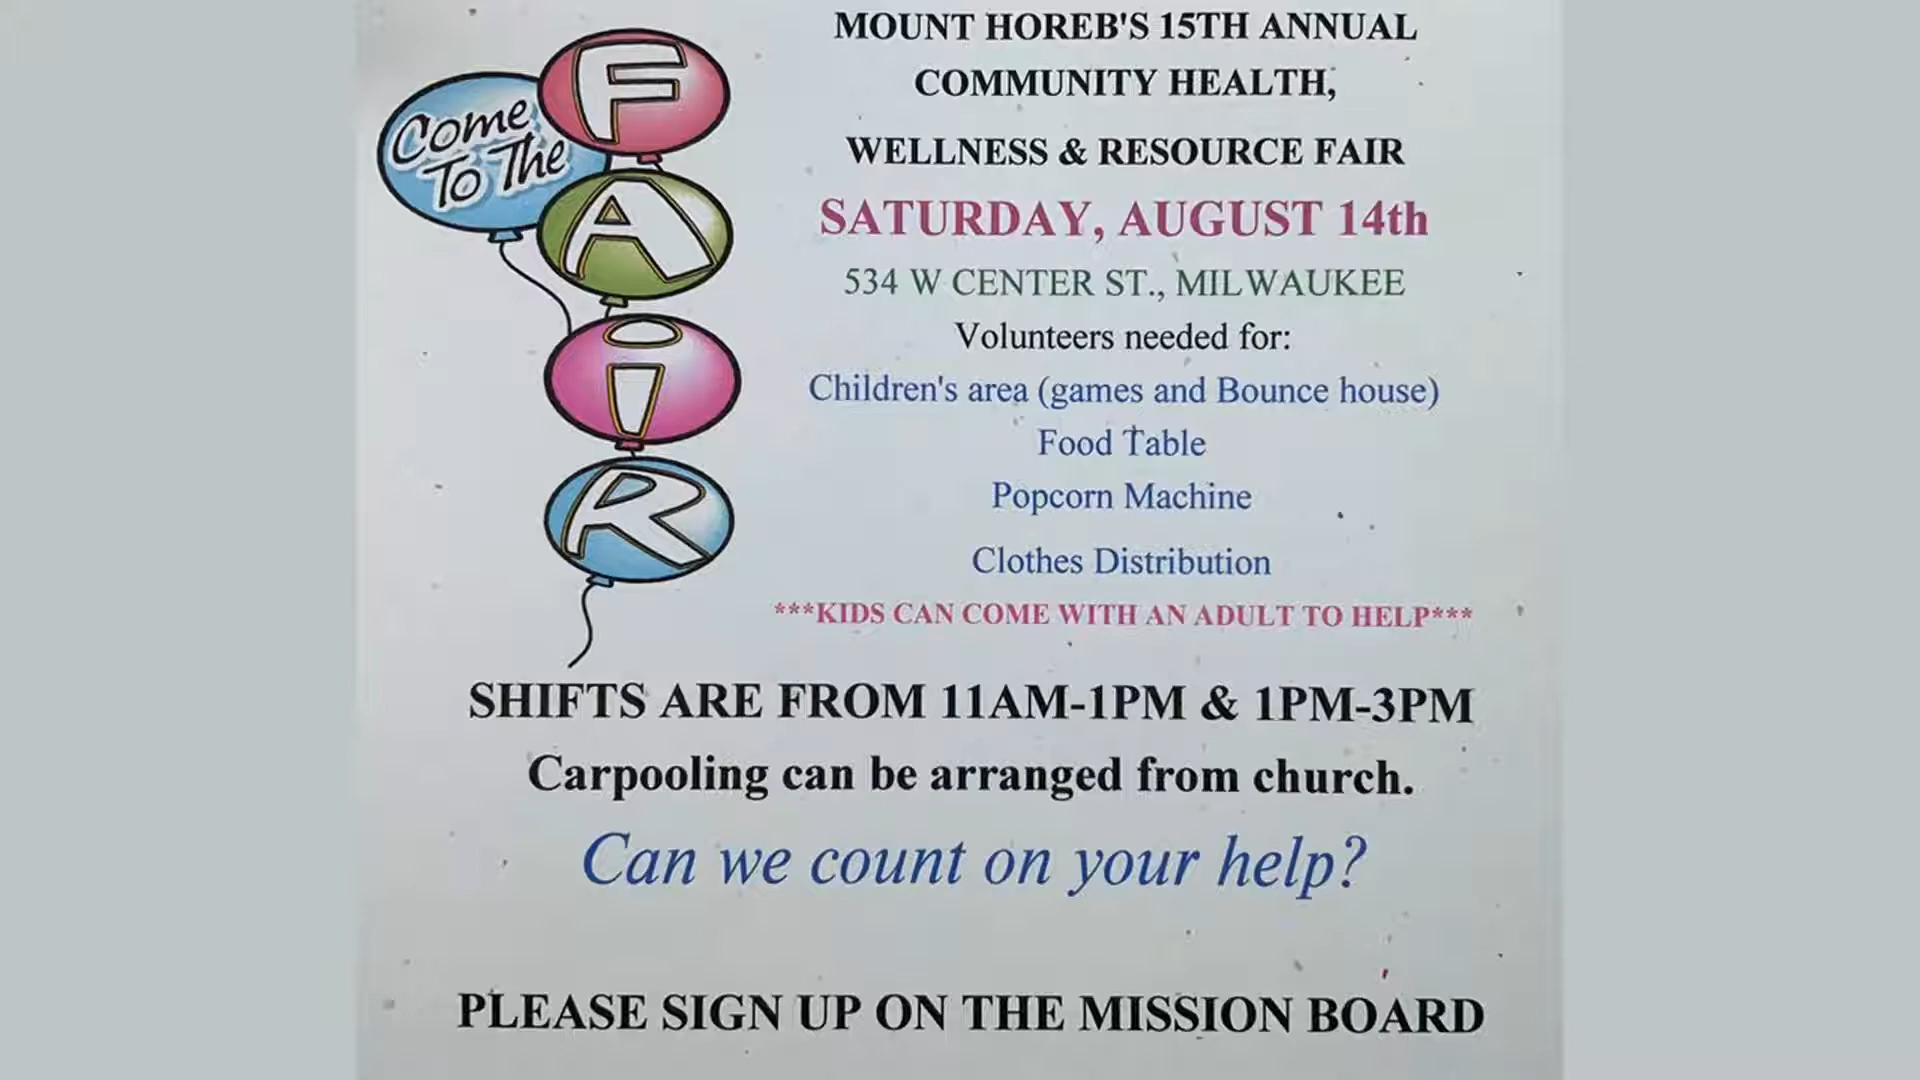 Come
To The
FAIR
MOUNT HOREB'S 15TH ANNUAL
COMMUNITY HEALTH,
WELLNESS & RESOURCE FAIR
SATURDAY, AUGUST 14th
534 W CENTER ST., MILWAUKEE
Volunteers needed for:
Children's area (games and Bounce house)
Food Table
Popcorn Machine
Clothes Distribution
***KIDS CAN COME WITH AN ADULT TO HELP***
SHIFTS ARE FROM 11AM-1PM & 1PM-3PM
Carpooling can be arranged from church.
Can we count on your help?
PLEASE SIGN UP ON THE MISSION BOARD